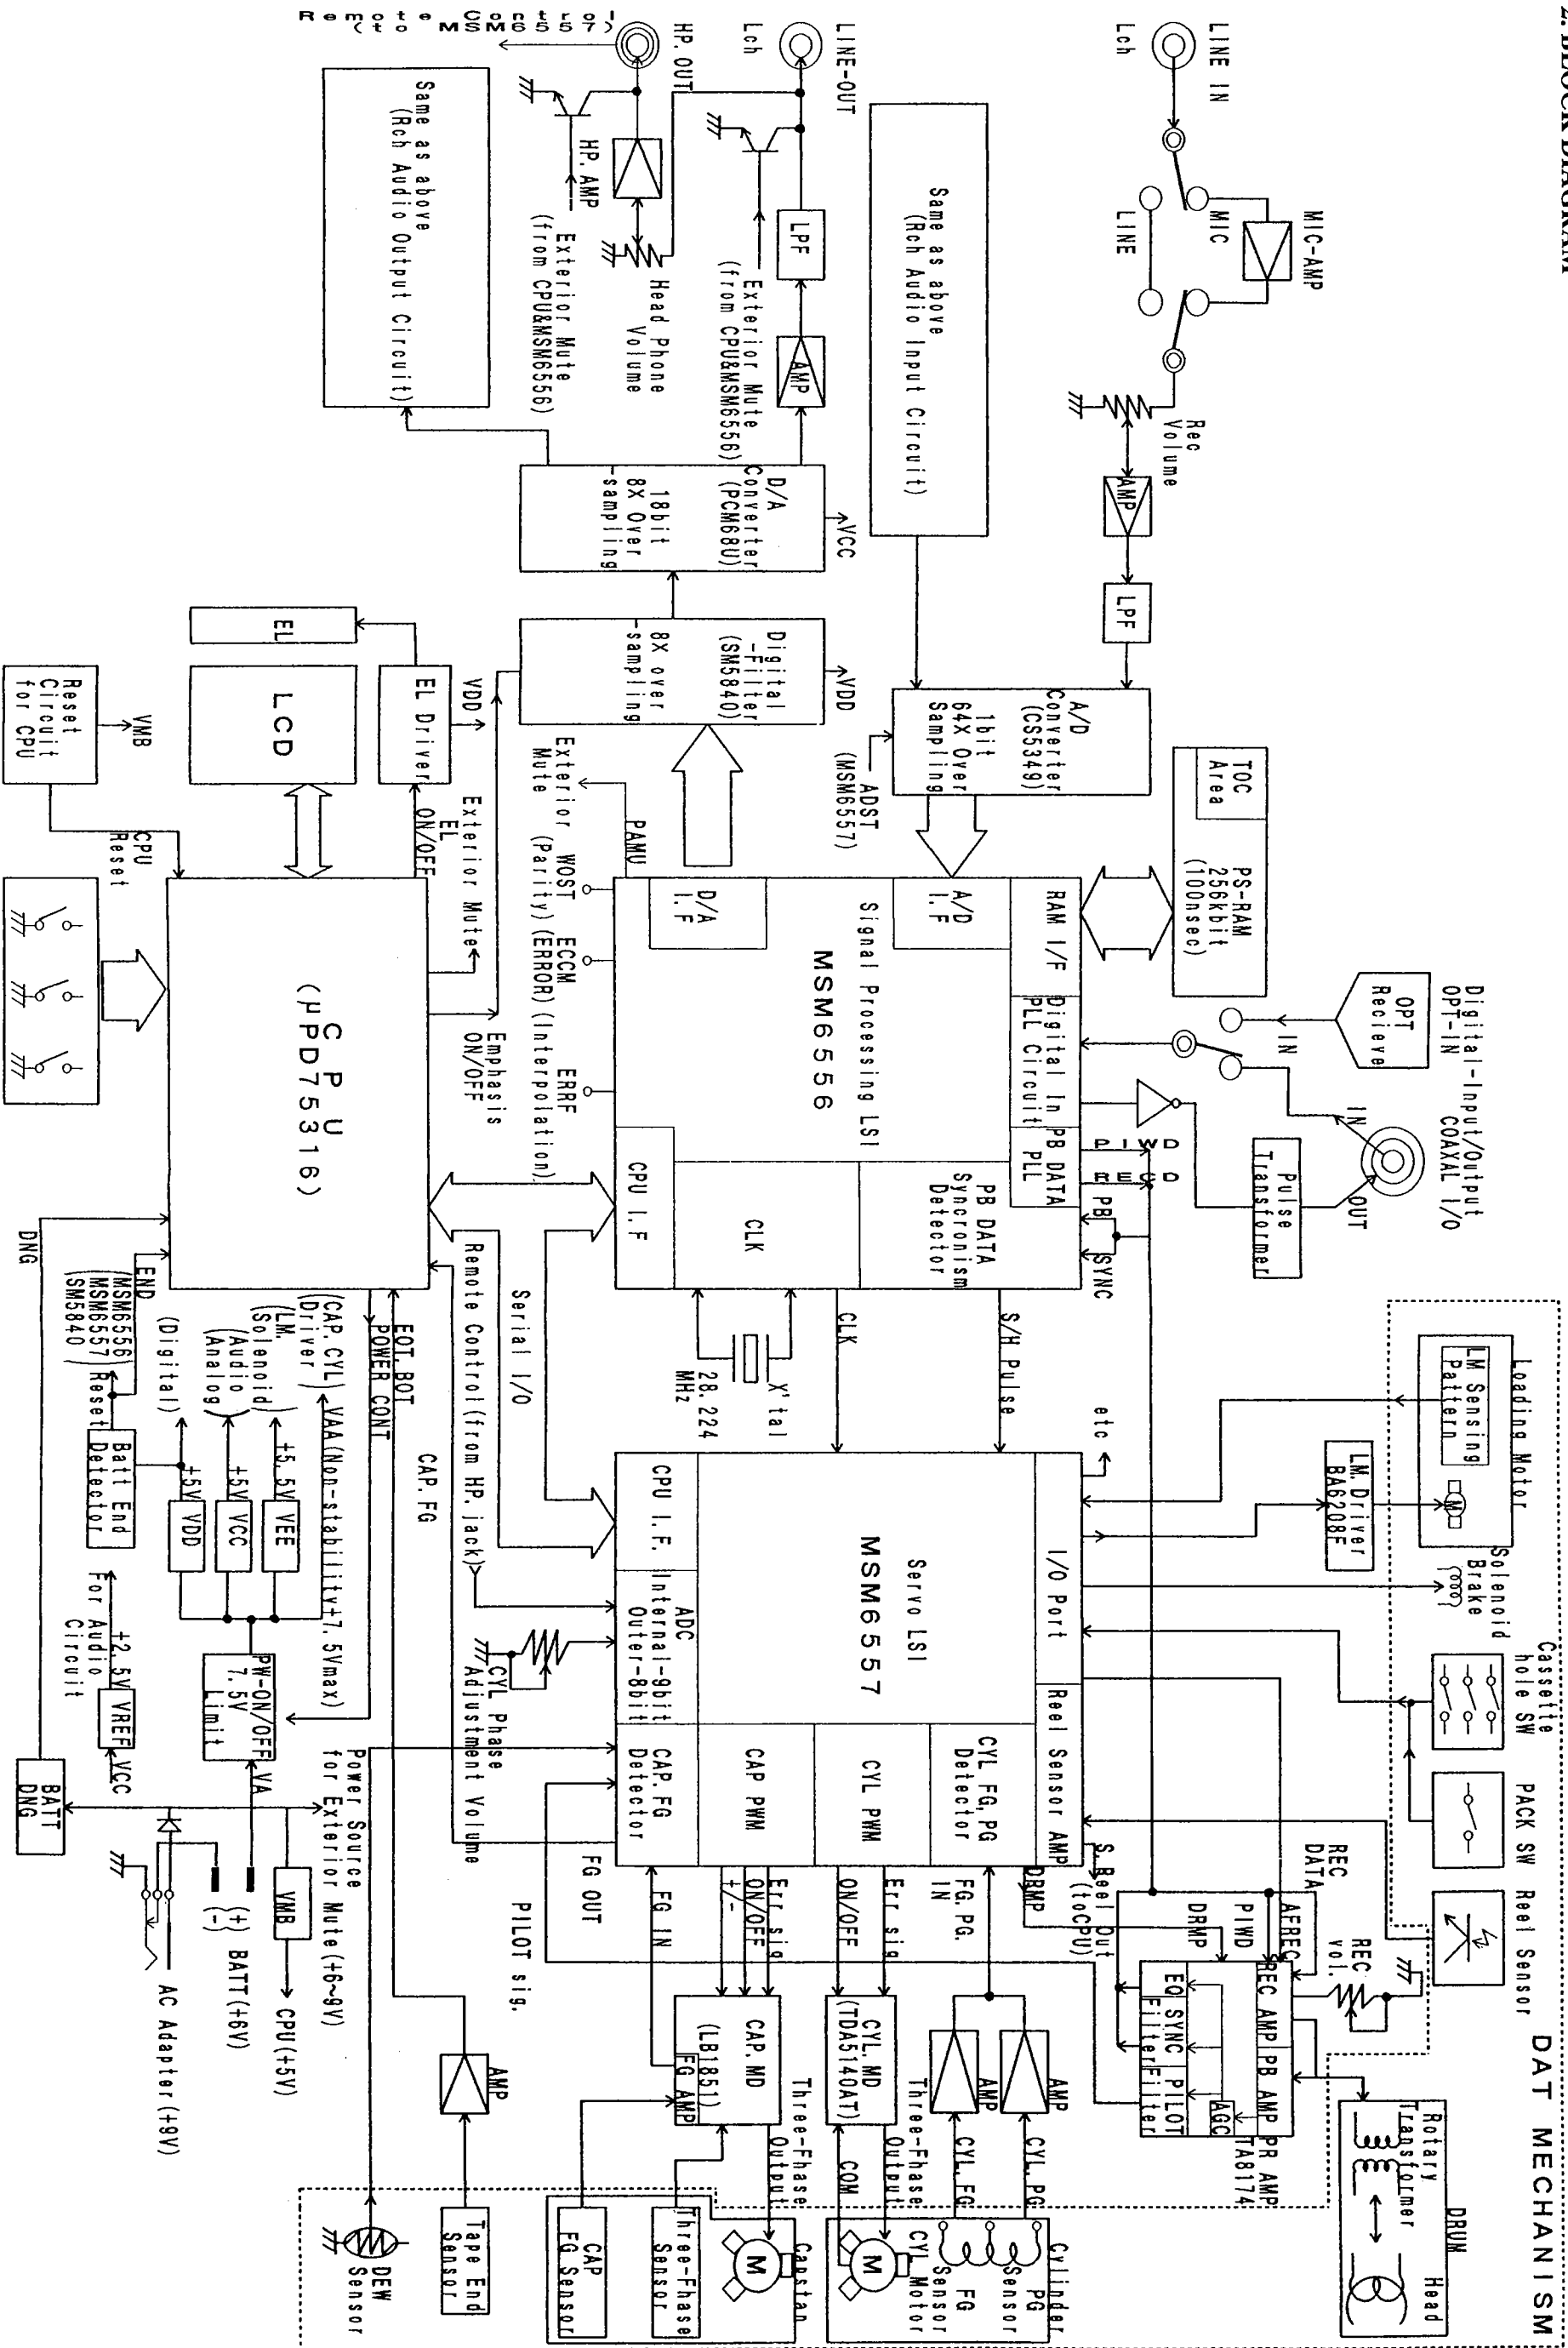 2. BLOCK DIAGRAM
LINE IN
Lch
MIC
LINE
MIC-AMP
Rec
Volume
AMP
LPF
Same as above
(Rch Audio Input Circuit)
A/D
Converter
(CS5349)
1bit
64X Over
Sampling
ADST
(MSM6557)
LINE-OUT
Lch
LPF
AMP
Exterior Mute
(from CPU&MSM6556)
HP. OUT
HP. AMP
Head Phone
Volume
Exterior Mute
(from CPU&MSM6556)
Remote Control
(to MSM6557)
Same as above
(Rch Audio Output Circuit)
D/A
Converter
(PCM68U)
18bit
8X Over
-sampling
VCC
Digital
-Filter
(SM5840)
8X over
-sampling
VDD
EL
EL Driver
VDD
LCD
Reset
Circuit
for CPU
VMB
CPU
Reset
EL
ON/OFF
Exterior Mute
Emphasis
ON/OFF
TOC
Area
PS-RAM
256kbit
(100nsec)
Digital-Input/Output
OPT-IN
COAXAL I/O
OPT
Recieve
IN
IN
OUT
Pulse
Transformer
RAM I/F
Digital In
PLL Circuit
PB DATA
PLL
PIWD
RECD
PB
SYNC
A/D
I.F
D/A
I.F
Signal Processing LSI
MSM6556
PB DATA
Syncronism
Detector
CLK
CPU I.F
PAMU
Exterior
Mute
WOST
(Parity)
ECCM
(ERROR)
ERRF
(Interpolation)
S/H Pulse
CLK
X'tal
28.224
MHz
Serial I/O
Remote Control(from HP. jack)
CPU
(μPD75316)
CAP. FG
EOT. BOT
POWER CONT
DNG
END
(MSM6556
MSM6557
SM5840)
Reset
Batt End
Detector
(CAP. CYL
Driver)
VAA(Non-stability+7.5Vmax)
(LM.
Solenoid)
+5.5V
VEE
(Audio
Analog)
+5V
VCC
(Digital)
+5V
VDD
PW-ON/OFF
7.5V
Limit
VA
For Audio
Circuit
+2.5V
VREF
VCC
BATT
DNG
Power Source
for Exterior Mute(+6~9V)
VMB
CPU(+5V)
(+)
(-)
BATT(+6V)
AC Adapter(+9V)
etc
I/O Port
Reel Sensor AMP
Servo LSI
MSM6557
CYL FG, PG
Detector
CYL PWM
CAP PWM
CPU I.F.
ADC
Internal-9bit
Outer-8bit
CAP. FG
Detector
CYL Phase
Adjustment Volume
FG OUT
FG IN
PILOT sig.
Err sig
ON/OFF
+/-
Err sig
ON/OFF
FG. PG.
IN
DRMP
S. Reel Out
(toCPU)
DAT MECHANISM
Loading Motor
LM Sensing
Pattern
M
LM. Driver
BA6208F
Solenoid
Brake
Cassette
hole SW
PACK SW
Reel Sensor
REC
DATA
AFREC
PIWD
DRMP
REC
vol.
REC AMP
PB AMP
PR AMP
TA8174
AGC
EQ
Filter
SYNC
PILOT
Filter
DRUM
Rotary
Transformer
Head
AMP
AMP
CYL. PG
CYL. FG
Cylinder
PG
Sensor
FG
Sensor
CYL Motor
M
CYL. MD
(TDA5140AT)
Three-Fhase
Output
COM
CAP. MD
(LB1851)
FG AMP
Three-Fhase
Output
Capstan
M
Three-Fhase
Sensor
CAP
FG Sensor
AMP
Tape End
Sensor
DEW
Sensor